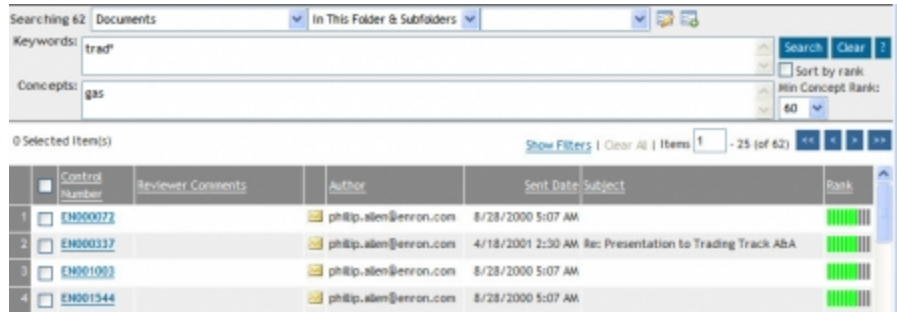 Searching 62 Documents In This Folder & Subfolders
Keywords: trad*
Search Clear ?
Sort by rank
Concepts: gas
Min Concept Rank:
60
0 Selected Item(s) Show Filters | Clear All | Items 1 - 25 (of 62) << < > >>
Control Number Reviewer Comments Author Sent Date Subject Rank
1 EN000072 phillip.allen@enron.com 8/28/2000 5:07 AM
2 EN000337 phillip.allen@enron.com 4/18/2001 2:30 AM Re: Presentation to Trading Track A&A
3 EN001003 phillip.allen@enron.com 8/28/2000 5:07 AM
4 EN001544 phillip.allen@enron.com 8/28/2000 5:07 AM